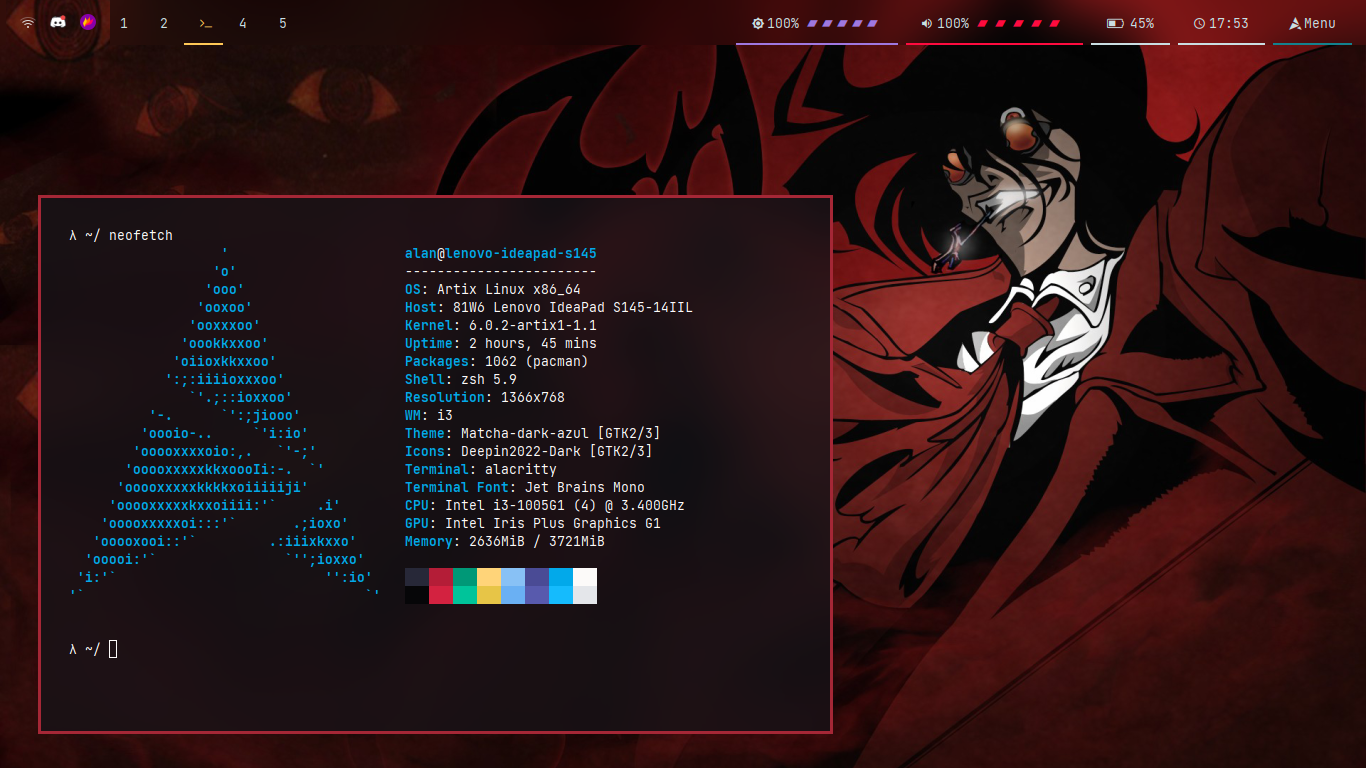 1 2 >_ 4 5 100% 100% 45% 17:53 Menu
λ ~/ neofetch
'
'o'
'ooo'
'ooxoo'
'ooxxxoo'
'oookkxxoo'
'oiioxkkxxoo'
':;:iiiioxxxoo'
`'.;::ioxxoo'
'-.      `':;jiooo'
'oooio-..     `'i:io'
'ooooxxxxoio:,.   `'-;'
'ooooxxxxxkkxoooIi:-.  `'
'ooooxxxxxkkkkxoiiiiiji'
'ooooxxxxxkxxoiiii:'`     .i'
'ooooxxxxxoi:::'`       .;ioxo'
'ooooxooi::'`         .:iiixkxxo'
'ooooi:'`                `'';ioxxo'
'i:'`                          '':io'
'`                                   `'
alan@lenovo-ideapad-s145
------------------------
OS: Artix Linux x86_64
Host: 81W6 Lenovo IdeaPad S145-14IIL
Kernel: 6.0.2-artix1-1.1
Uptime: 2 hours, 45 mins
Packages: 1062 (pacman)
Shell: zsh 5.9
Resolution: 1366x768
WM: i3
Theme: Matcha-dark-azul [GTK2/3]
Icons: Deepin2022-Dark [GTK2/3]
Terminal: alacritty
Terminal Font: Jet Brains Mono
CPU: Intel i3-1005G1 (4) @ 3.400GHz
GPU: Intel Iris Plus Graphics G1
Memory: 2636MiB / 3721MiB
λ ~/